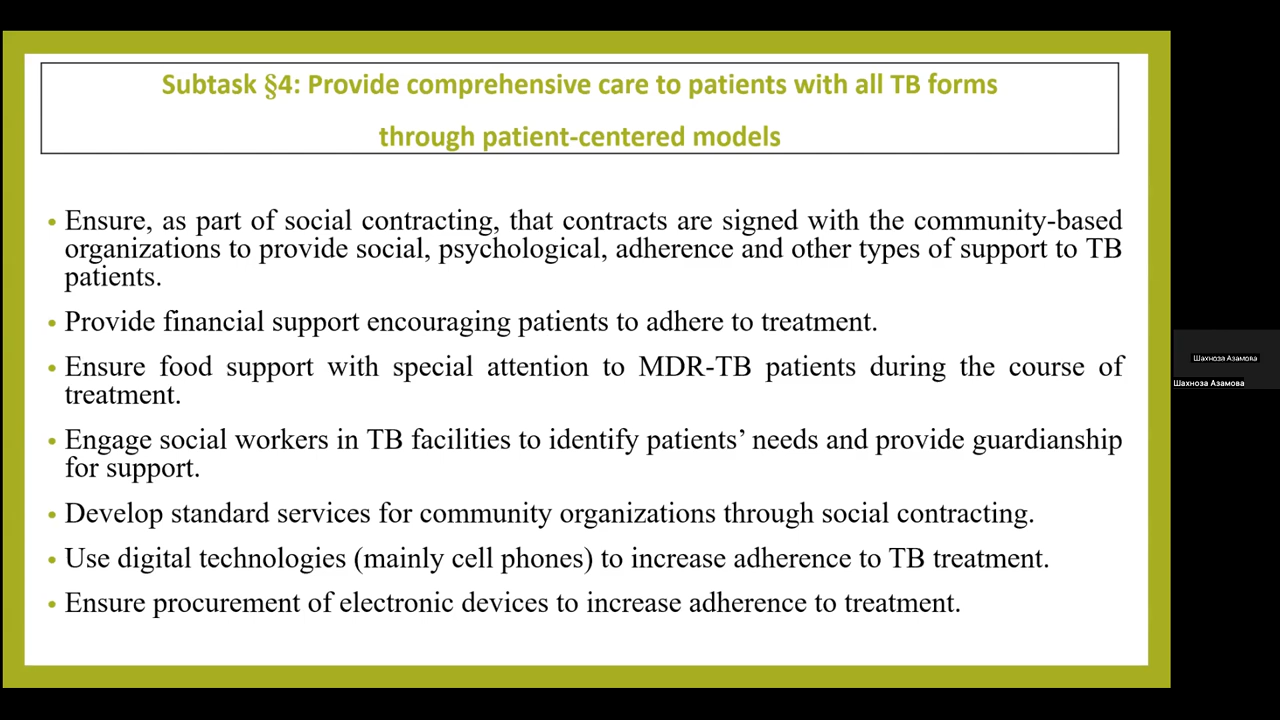 Subtask §4: Provide comprehensive care to patients with all TB forms
through patient-centered models
• Ensure, as part of social contracting, that contracts are signed with the community-based
organizations to provide social, psychological, adherence and other types of support to TB
patients.
• Provide financial support encouraging patients to adhere to treatment.
• Ensure food support with special attention to MDR-TB patients during the course of
treatment.
• Engage social workers in TB facilities to identify patients’ needs and provide guardianship
for support.
• Develop standard services for community organizations through social contracting.
• Use digital technologies (mainly cell phones) to increase adherence to TB treatment.
• Ensure procurement of electronic devices to increase adherence to treatment.
Шахноза Азамова
Шахноза Азамова